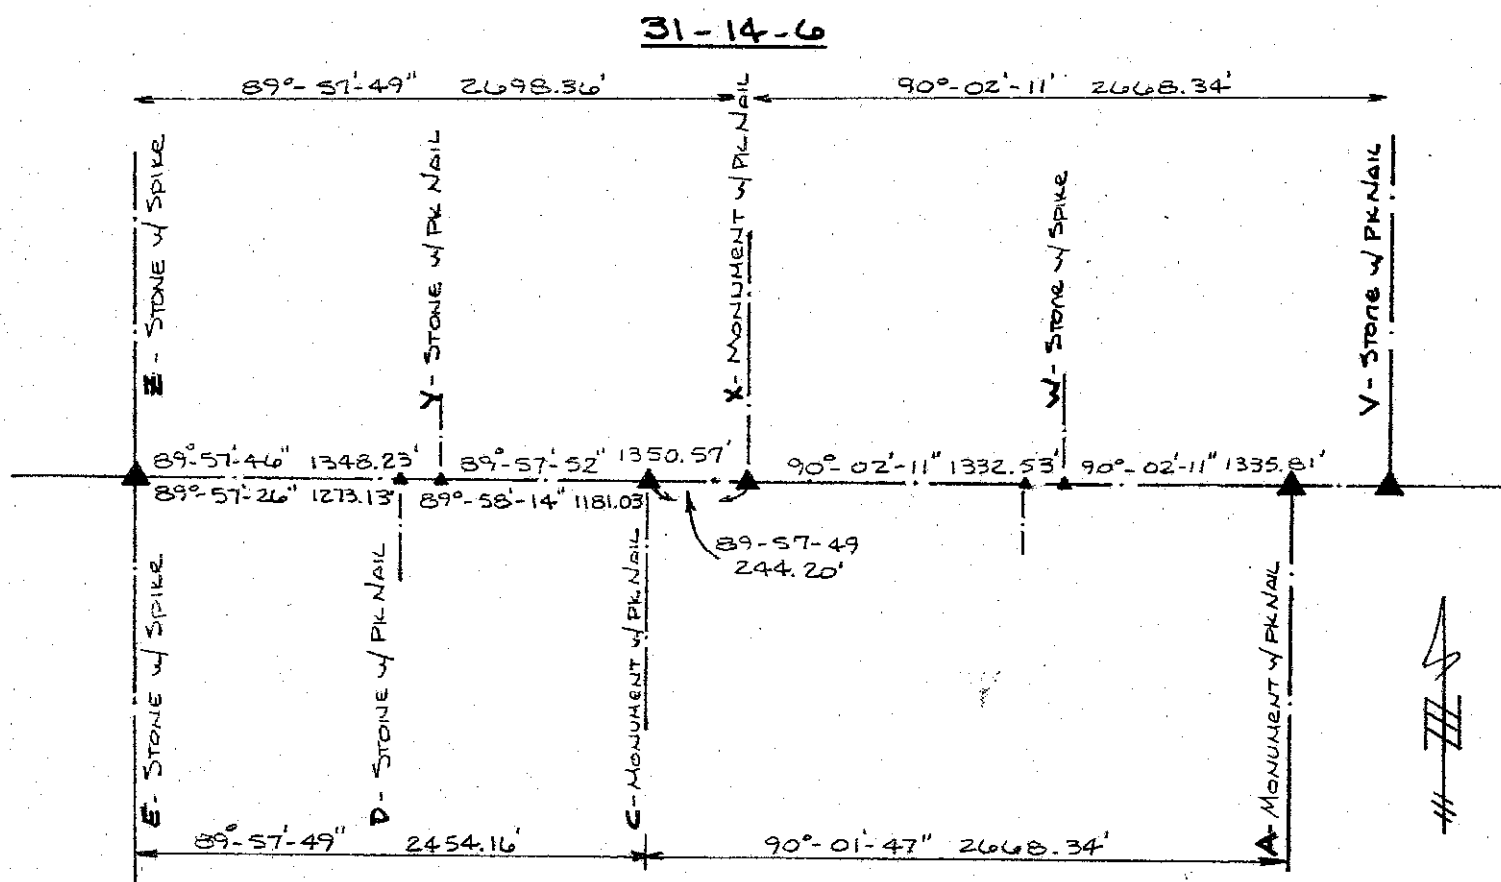 31-14-6
89°-57'-49" 2698.36'
90°-02'-11' 2668.34'
Z - STONE w/ SPIKE
Y - STONE w/ PK NAIL
X - MONUMENT w/ PK NAIL
W - STONE w/ SPIKE
V - STONE w/ PK NAIL
89°-57'-46" 1348.23'
89°-57'-52" 1350.57'
90°-02'-11" 1332.53'
90°-02'-11" 1335.81'
89°-57'-26" 1273.13'
89°-58'-14" 1181.03
89-57-49
244.20'
E - STONE w/ SPIKE
D - STONE w/ PK NAIL
C - MONUMENT w/ PK NAIL
A - MONUMENT w/ PK NAIL
89°-57'-49" 2454.16'
90°-01'-47" 2668.34'